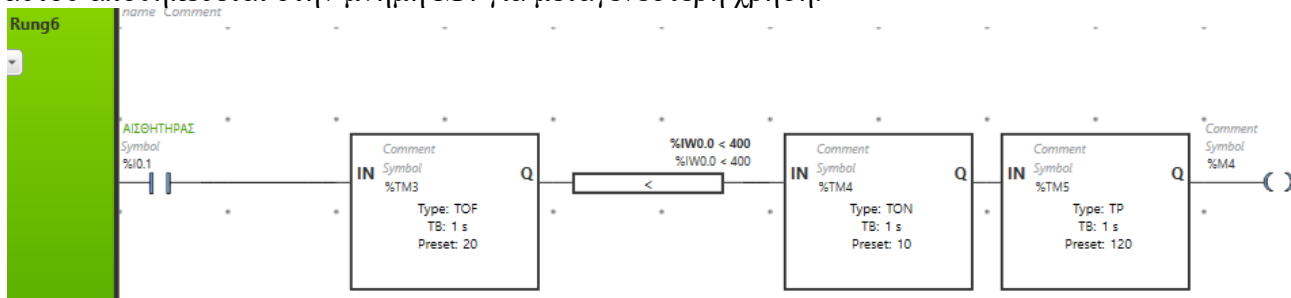 Rung6
name Comment
ΑΙΣΘΗΤΗΡΑΣ
Symbol
%I0.1
Comment
IN Symbol Q
%TM3
Type: TOF
TB: 1 s
Preset: 20
%IW0.0 < 400
%IW0.0 < 400
<
Comment
IN Symbol Q
%TM4
Type: TON
TB: 1 s
Preset: 10
Comment
IN Symbol Q
%TM5
Type: TP
TB: 1 s
Preset: 120
Comment
Symbol
%M4